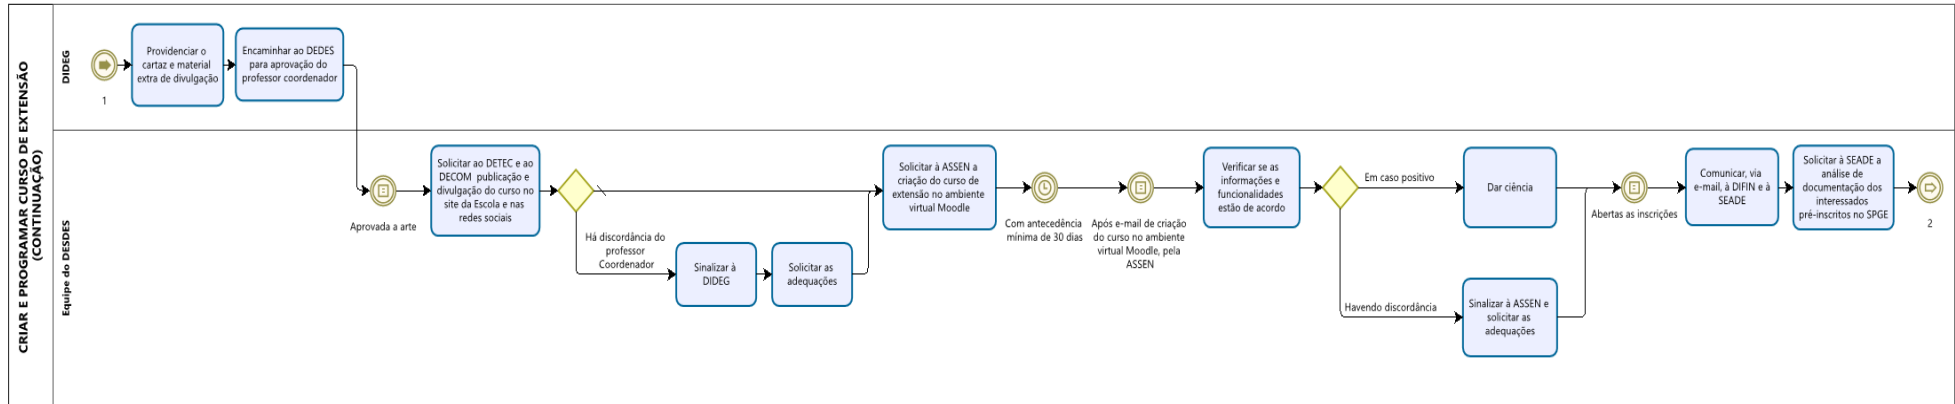 CRIAR E PROGRAMAR CURSO DE EXTENSÃO
(CONTINUAÇÃO)
DIDEG
1
Providenciar o
cartaz e material
extra de divulgação
Encaminhar ao DEDES
para aprovação do
professor coordenador
Equipe do DESDES
Aprovada a arte
Solicitar ao DETEC e ao
DECOM publicação e
divulgação do curso no
site da Escola e nas
redes sociais
Há discordância do
professor
Coordenador
Sinalizar à
DIDEG
Solicitar as
adequações
Solicitar à ASSEN a
criação do curso de
extensão no ambiente
virtual Moodle
Com antecedência
mínima de 30 dias
Após e-mail de criação
do curso no ambiente
virtual Moodle, pela
ASSEN
Verificar se as
informações e
funcionalidades
estão de acordo
Em caso positivo
Dar ciência
Havendo discordância
Sinalizar à ASSEN e
solicitar as
adequações
Abertas as inscrições
Comunicar, via
e-mail, à DIFIN e à
SEADE
Solicitar à SEADE a
análise de
documentação dos
interessados
pré-inscritos no SPGE
2